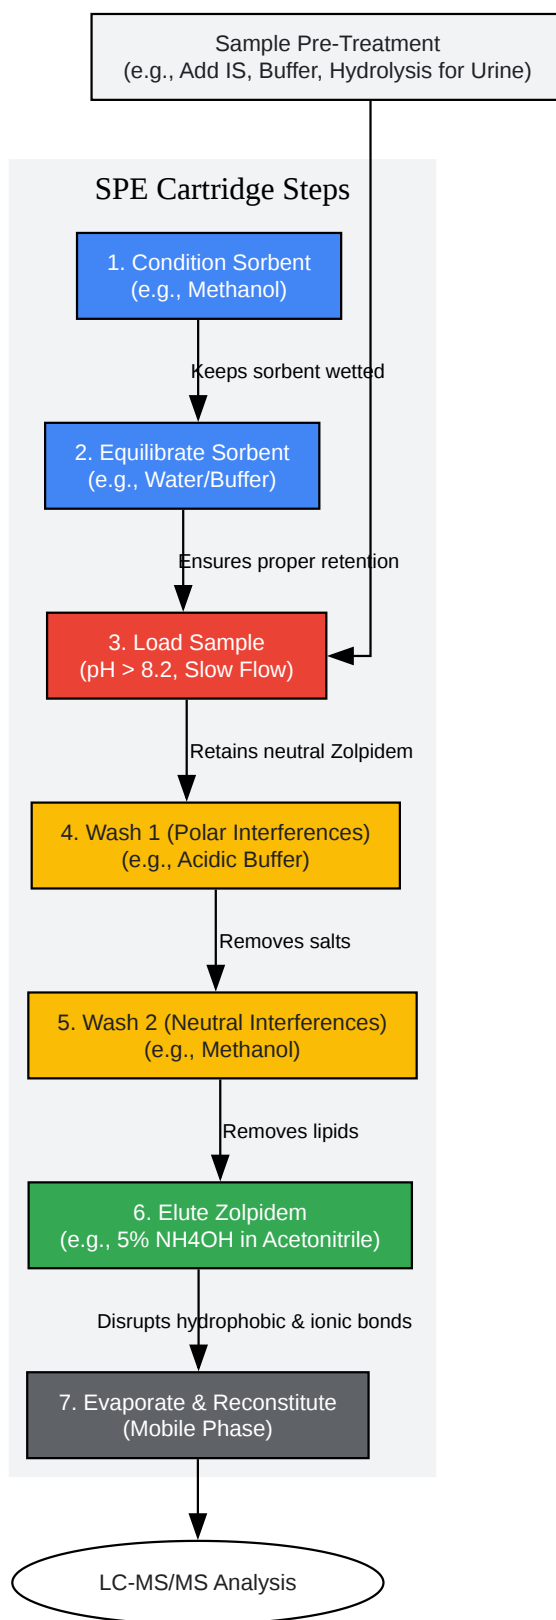 Sample Pre-Treatment
(e.g., Add IS, Buffer, Hydrolysis for Urine)
SPE Cartridge Steps
1. Condition Sorbent
(e.g., Methanol)
Keeps sorbent wetted
2. Equilibrate Sorbent
(e.g., Water/Buffer)
Ensures proper retention
3. Load Sample
(pH > 8.2, Slow Flow)
Retains neutral Zolpidem
4. Wash 1 (Polar Interferences)
(e.g., Acidic Buffer)
Removes salts
5. Wash 2 (Neutral Interferences)
(e.g., Methanol)
Removes lipids
6. Elute Zolpidem
(e.g., 5% NH4OH in Acetonitrile)
Disrupts hydrophobic & ionic bonds
7. Evaporate & Reconstitute
(Mobile Phase)
LC-MS/MS Analysis